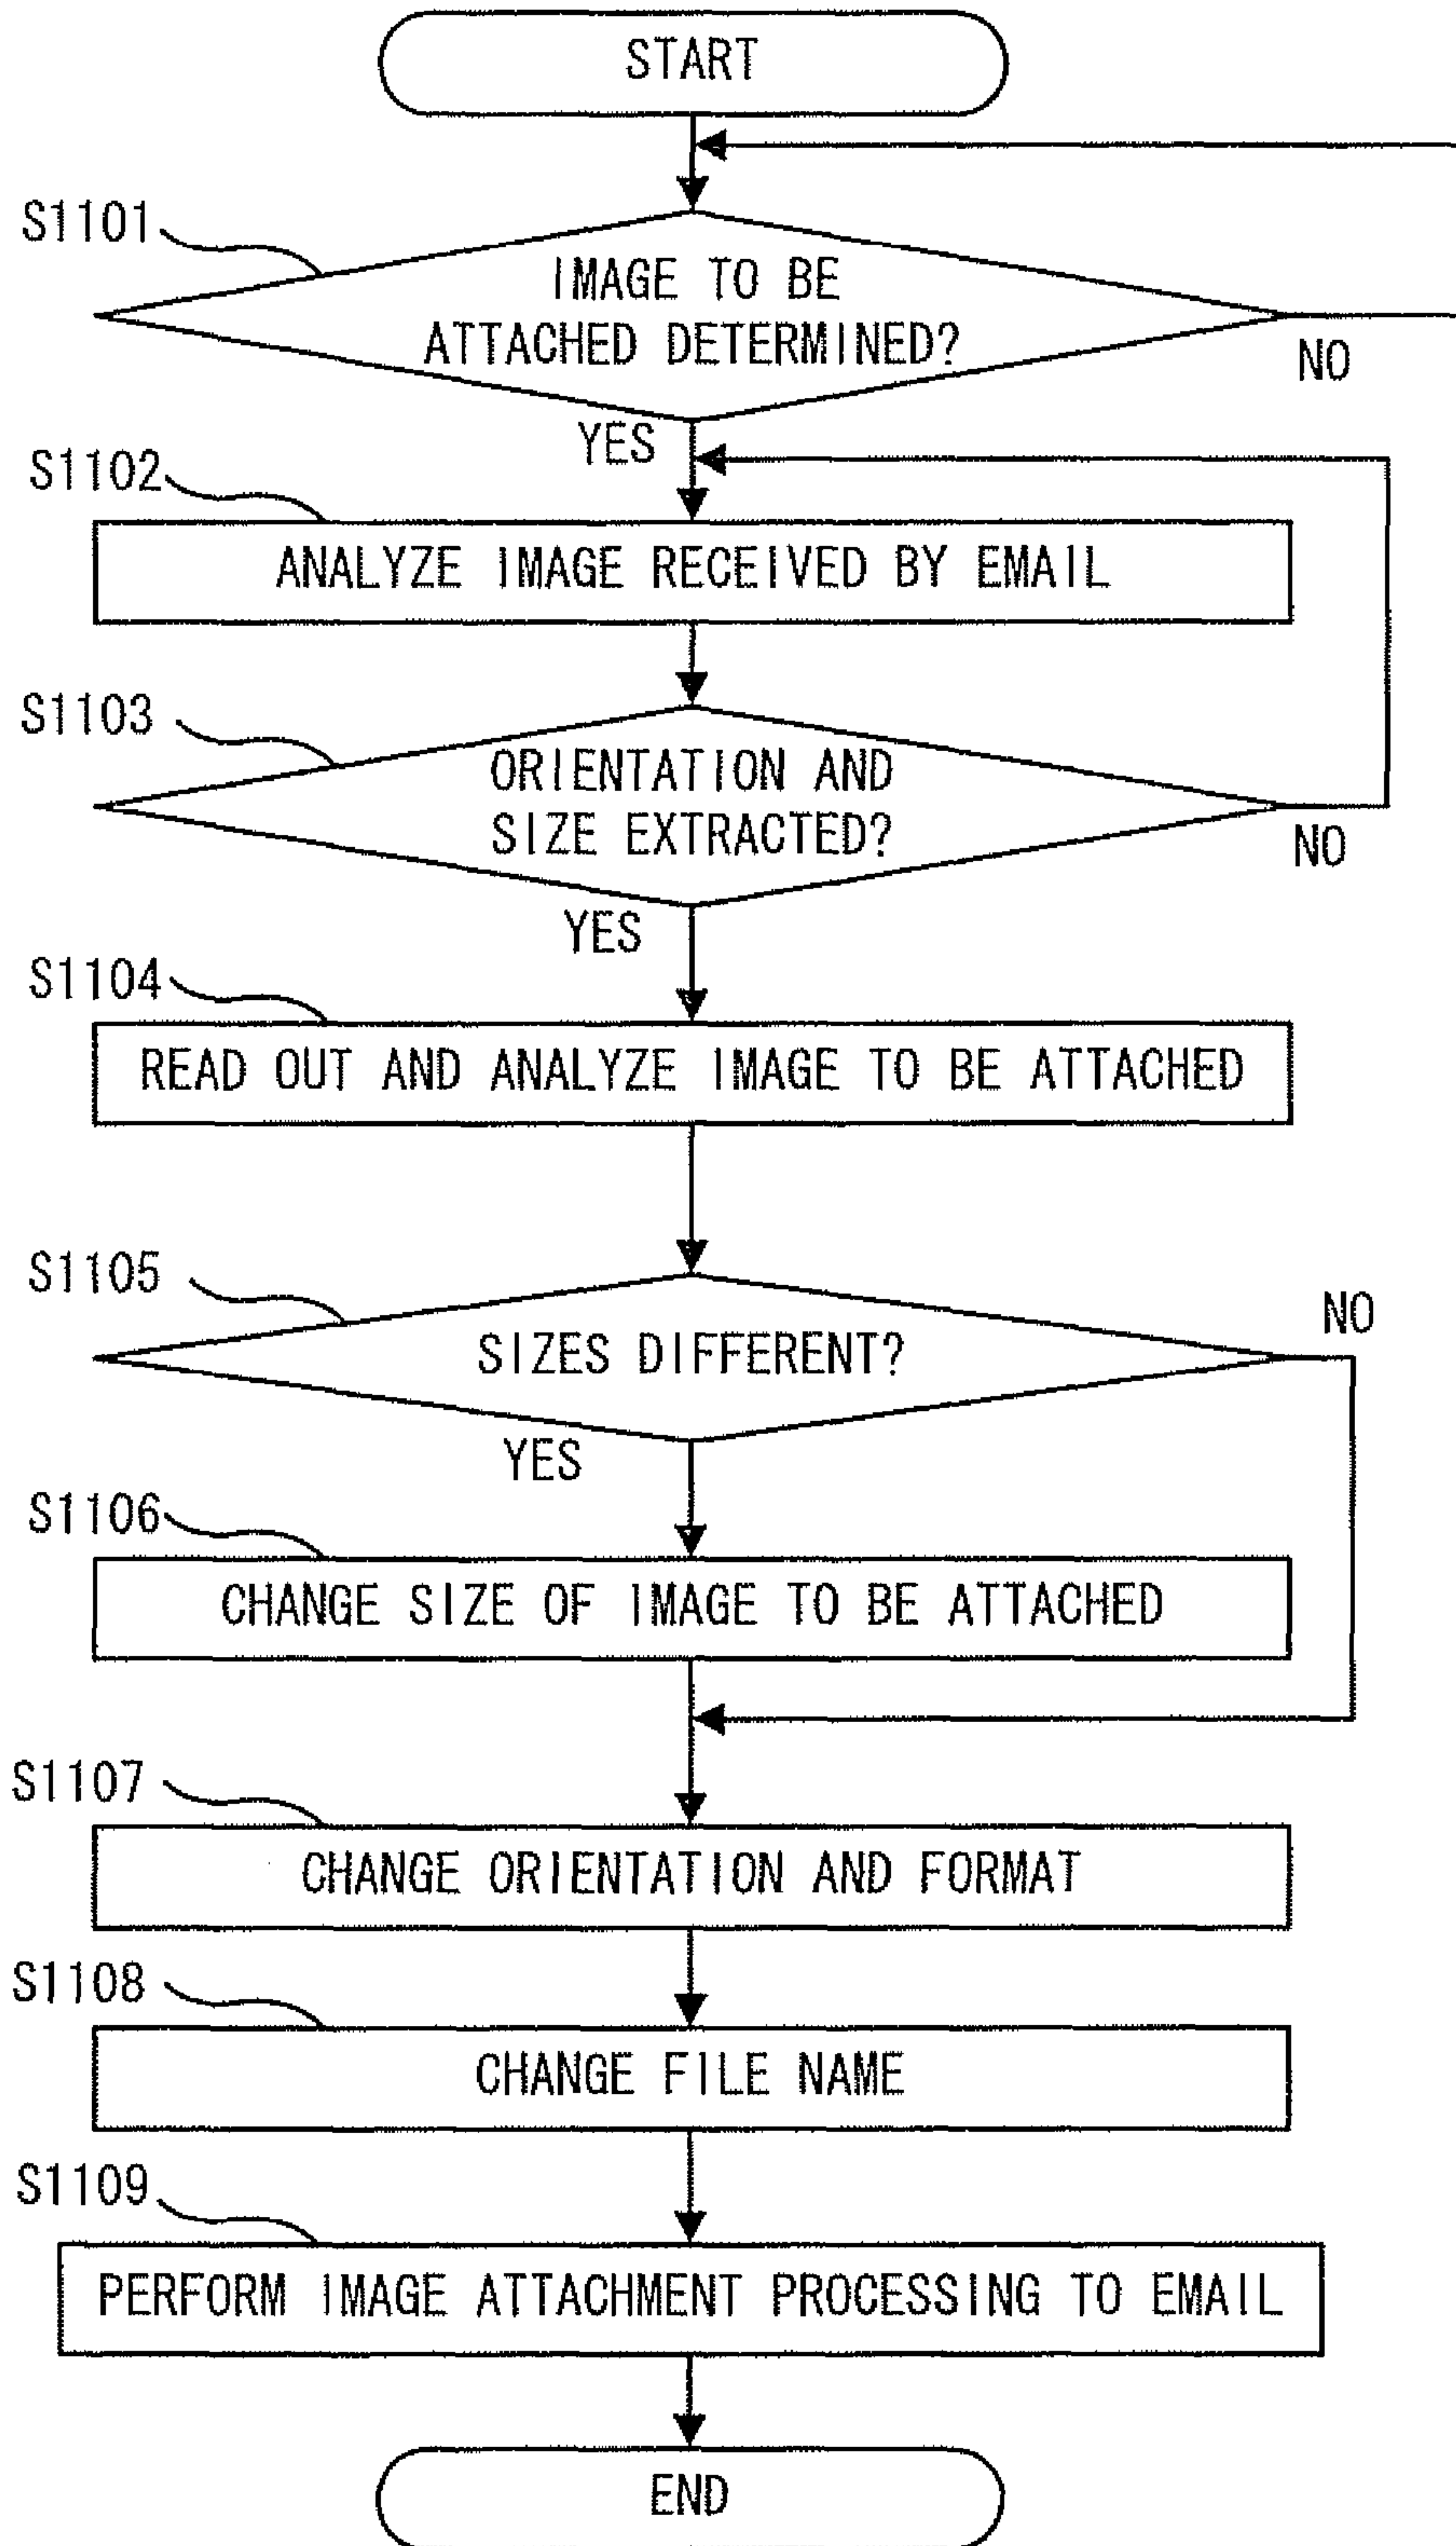 START
S1101
IMAGE TO BE
ATTACHED DETERMINED?
NO
YES
S1102
ANALYZE IMAGE RECEIVED BY EMAIL
S1103
ORIENTATION AND
SIZE EXTRACTED?
NO
YES
S1104
READ OUT AND ANALYZE IMAGE TO BE ATTACHED
S1105
NO
SIZES DIFFERENT?
YES
S1106
CHANGE SIZE OF IMAGE TO BE ATTACHED
S1107
CHANGE ORIENTATION AND FORMAT
S1108
CHANGE FILE NAME
S1109
PERFORM IMAGE ATTACHMENT PROCESSING TO EMAIL
END